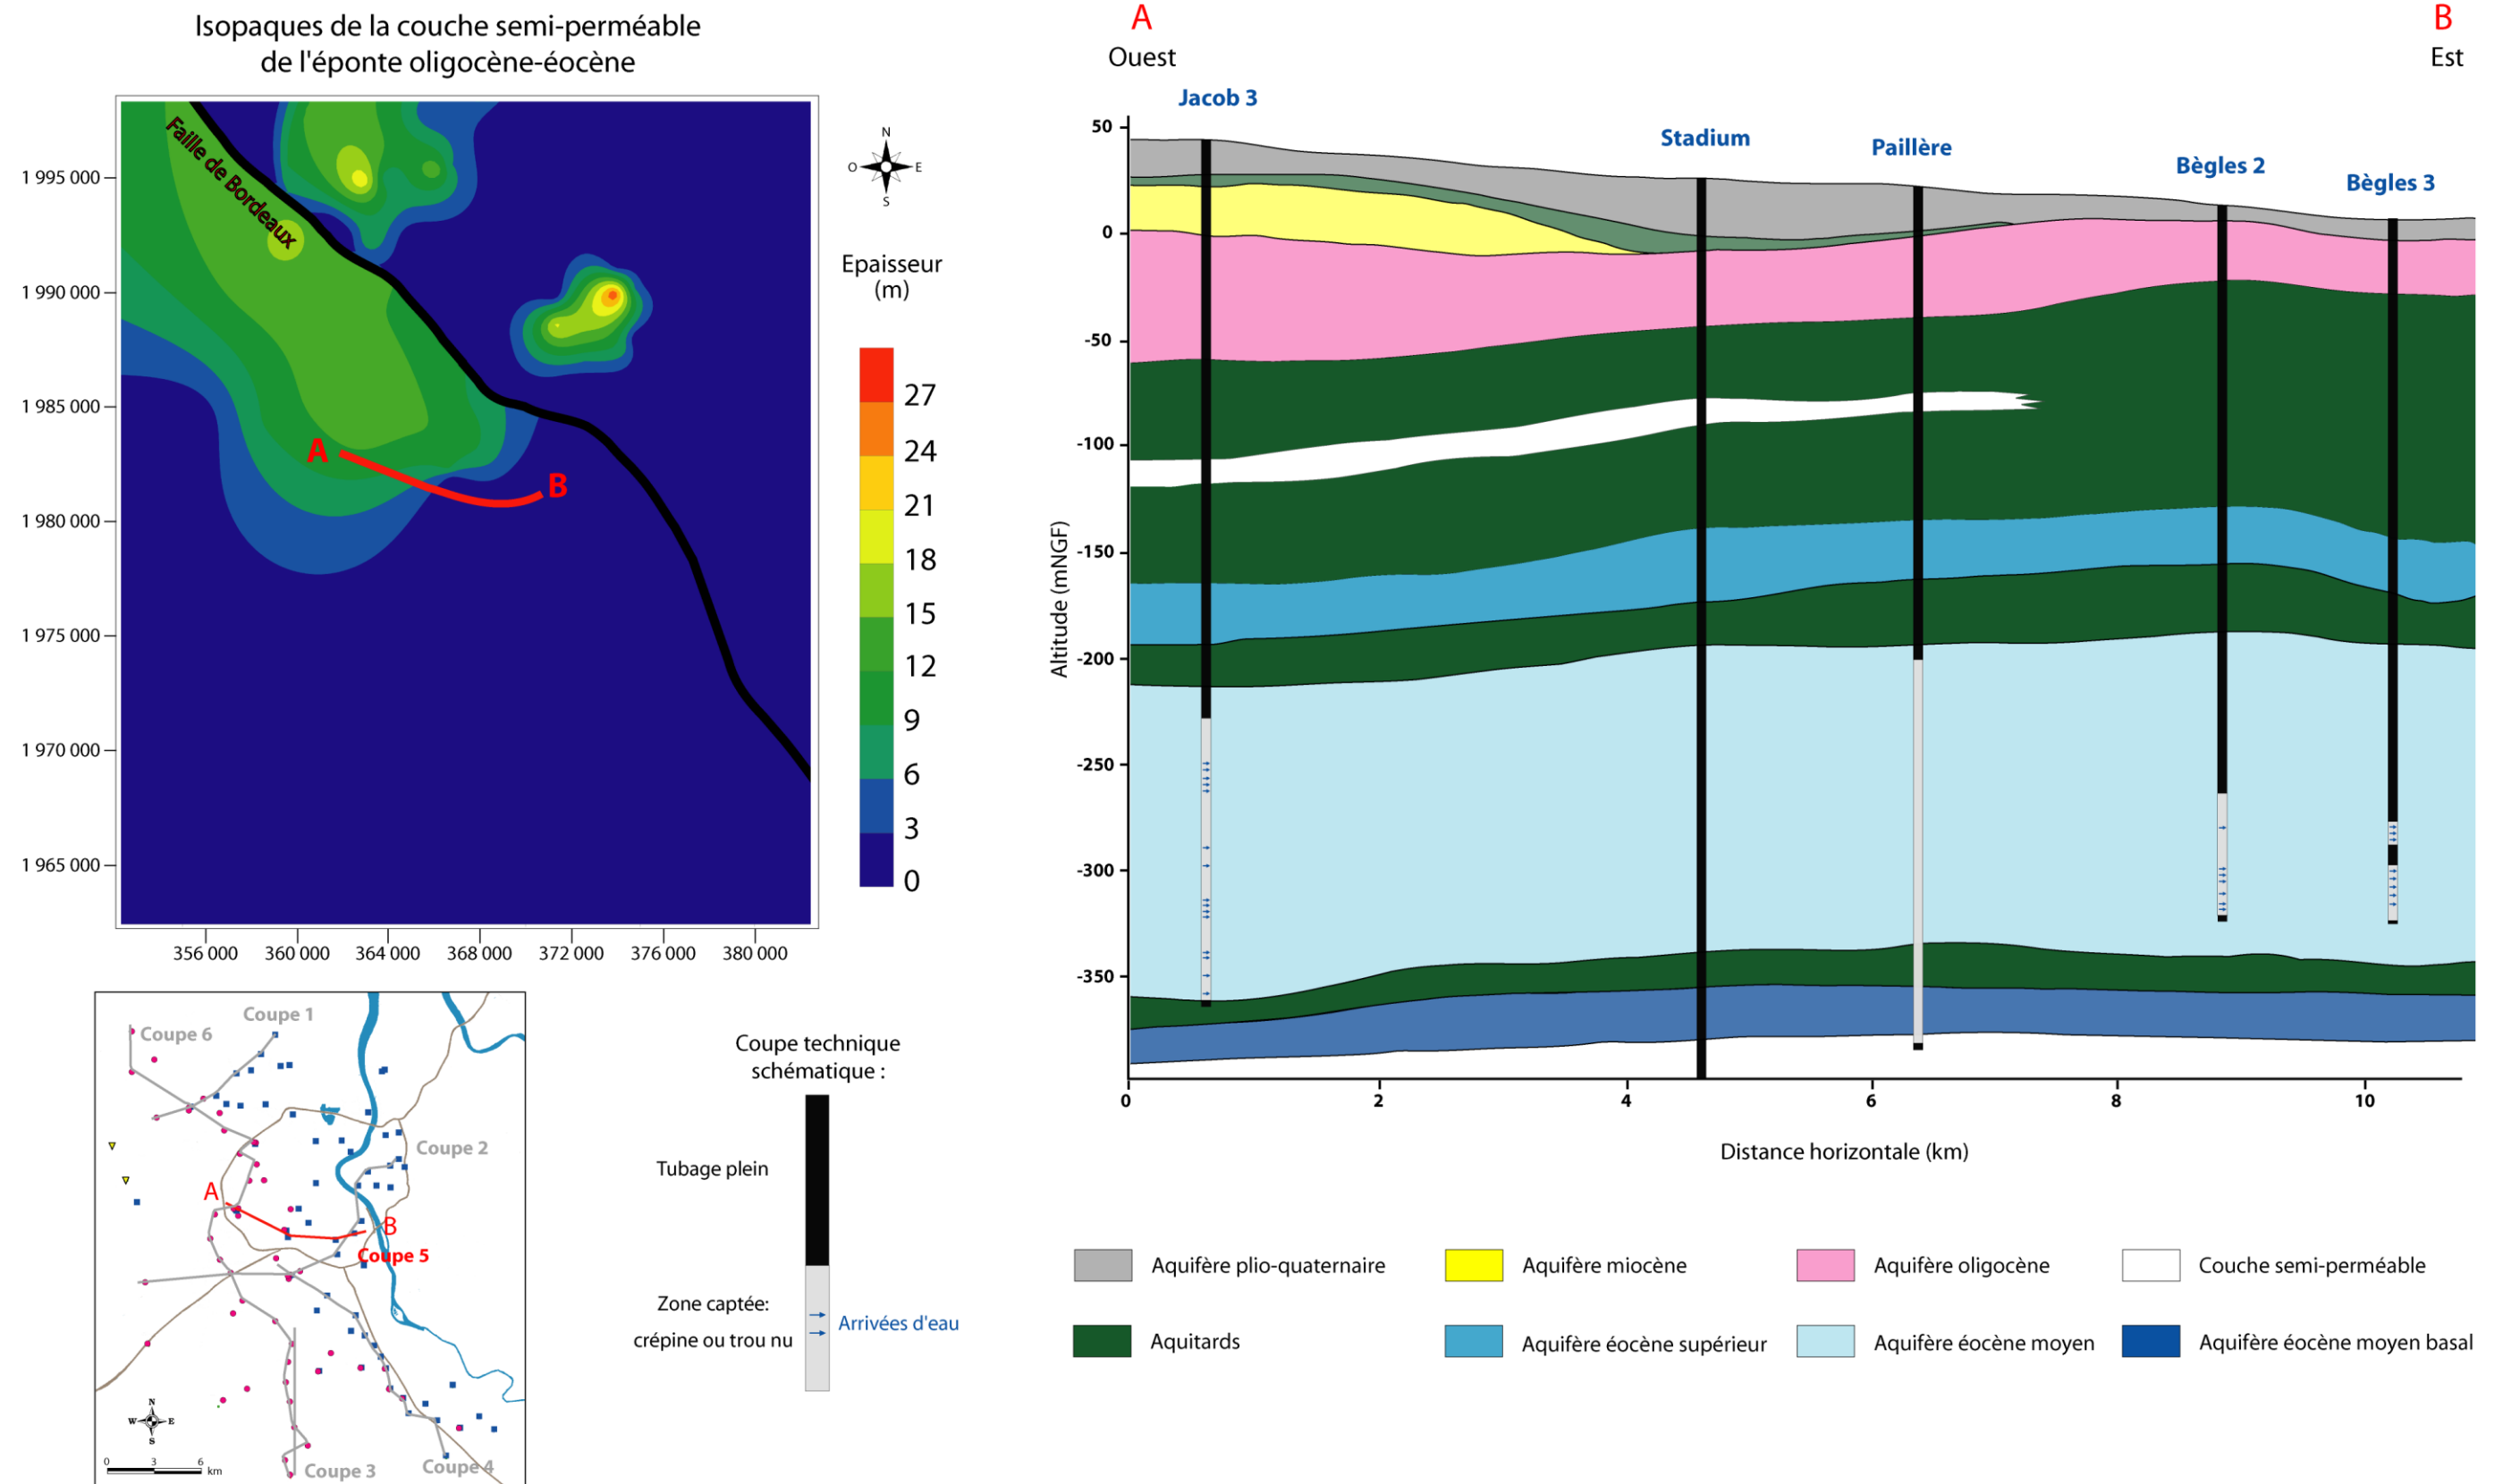 Isopaques de la couche semi-perméable
de l'éponte oligocène-éocène
Faille de Bordeaux
1 995 000
1 990 000
1 985 000
1 980 000
1 975 000
1 970 000
1 965 000
356 000
360 000
364 000
368 000
372 000
376 000
380 000
A
B
N
O
E
S
Epaisseur
(m)
27
24
21
18
15
12
9
6
3
0
A
Ouest
B
Est
Jacob 3
Stadium
Paillère
Bègles 2
Bègles 3
Altitude (mNGF)
50
0
-50
-100
-150
-200
-250
-300
-350
0
2
4
6
8
10
Distance horizontale (km)
Coupe 1
Coupe 6
Coupe 2
A
B
Coupe 5
Coupe 3
Coupe 4
N
W
E
S
0
3
6
km
Coupe technique
schématique :
Tubage plein
Zone captée:
crépine ou trou nu
Arrivées d'eau
Aquifère plio-quaternaire
Aquifère miocène
Aquifère oligocène
Couche semi-perméable
Aquitards
Aquifère éocène supérieur
Aquifère éocène moyen
Aquifère éocène moyen basal